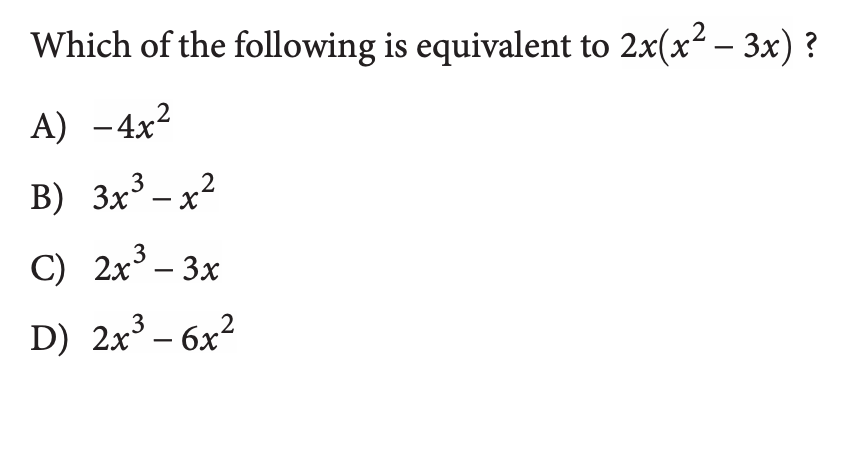 Which of the following is equivalent to 2x(x² – 3x) ?
A) –4x²
B) 3x³ – x²
C) 2x³ – 3x
D) 2x³ – 6x²